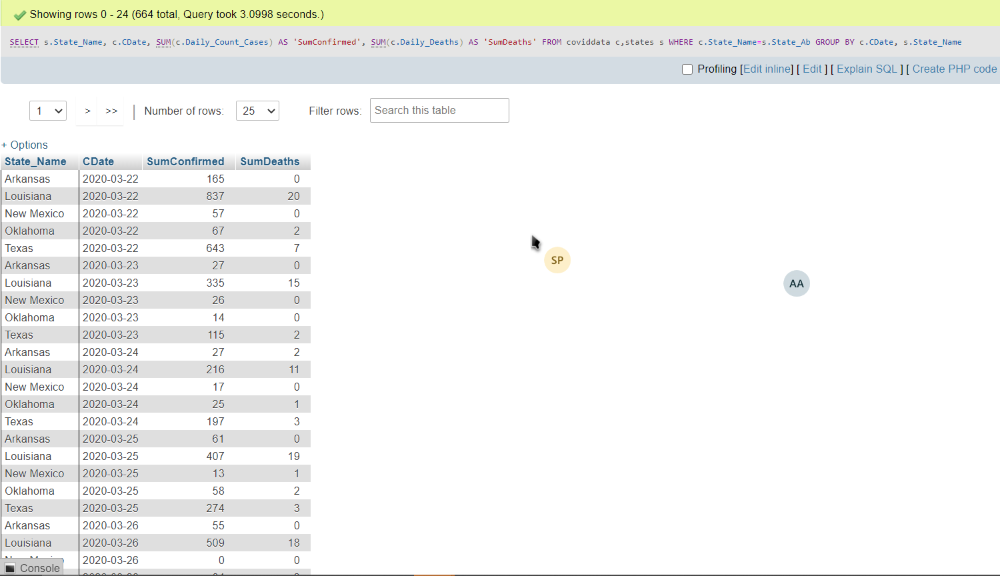 Showing rows 0 - 24 (664 total, Query took 3.0998 seconds.)
SELECT s.State_Name, c.CDate, SUM(c.Daily_Count_Cases) AS 'SumConfirmed', SUM(c.Daily_Deaths) AS 'SumDeaths' FROM coviddata c,states s WHERE c.State_Name=s.State_Ab GROUP BY c.CDate, s.State_Name
Profiling [Edit inline] [ Edit ] [ Explain SQL ] [ Create PHP code
1 > >> | Number of rows: 25 Filter rows: Search this table
+ Options
State_Name CDate SumConfirmed SumDeaths
Arkansas 2020-03-22 165 0
Louisiana 2020-03-22 837 20
New Mexico 2020-03-22 57 0
Oklahoma 2020-03-22 67 2
Texas 2020-03-22 643 7
Arkansas 2020-03-23 27 0
Louisiana 2020-03-23 335 15
New Mexico 2020-03-23 26 0
Oklahoma 2020-03-23 14 0
Texas 2020-03-23 115 2
Arkansas 2020-03-24 27 2
Louisiana 2020-03-24 216 11
New Mexico 2020-03-24 17 0
Oklahoma 2020-03-24 25 1
Texas 2020-03-24 197 3
Arkansas 2020-03-25 61 0
Louisiana 2020-03-25 407 19
New Mexico 2020-03-25 13 1
Oklahoma 2020-03-25 58 2
Texas 2020-03-25 274 3
Arkansas 2020-03-26 55 0
Louisiana 2020-03-26 509 18
2020-03-26 0 0
Console
SP
AA